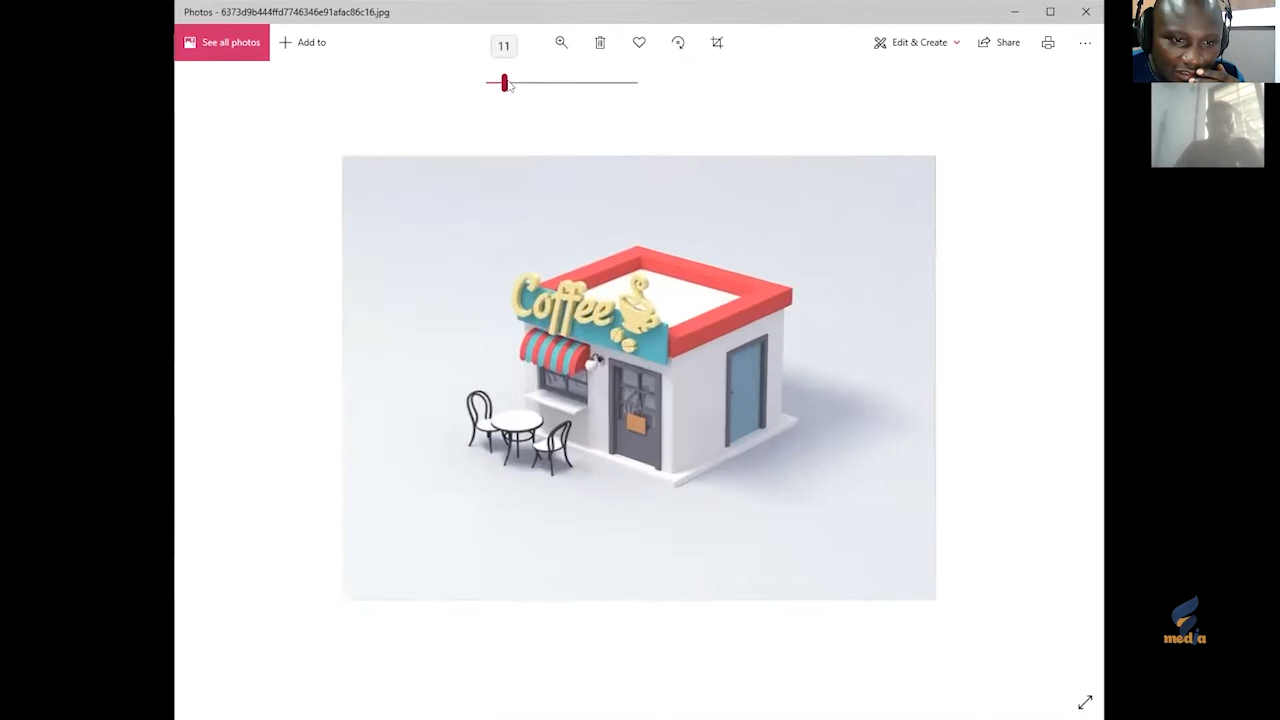 Photos - 6373d9b444ffd7746346e91afac86c16.jpg
See all photos
Add to
11
Edit & Create
Share
Coffee
media